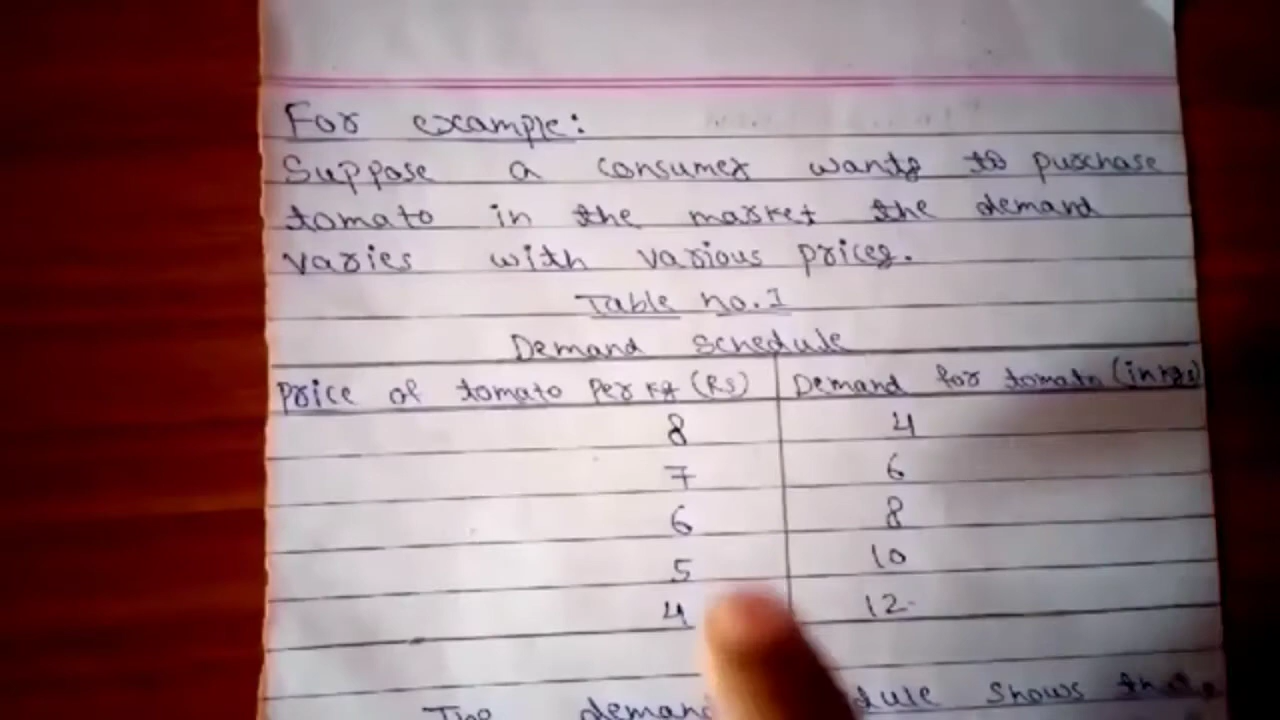 For example:
Suppose a consumer wants to purchase
tomato in the market the demand
varies with various prices.
Table no. 1
Demand schedule
Price of tomato Per kg (Rs) Demand for tomato (in kgs)
8 4
7 6
6 8
5 10
4 12
The demand shows that